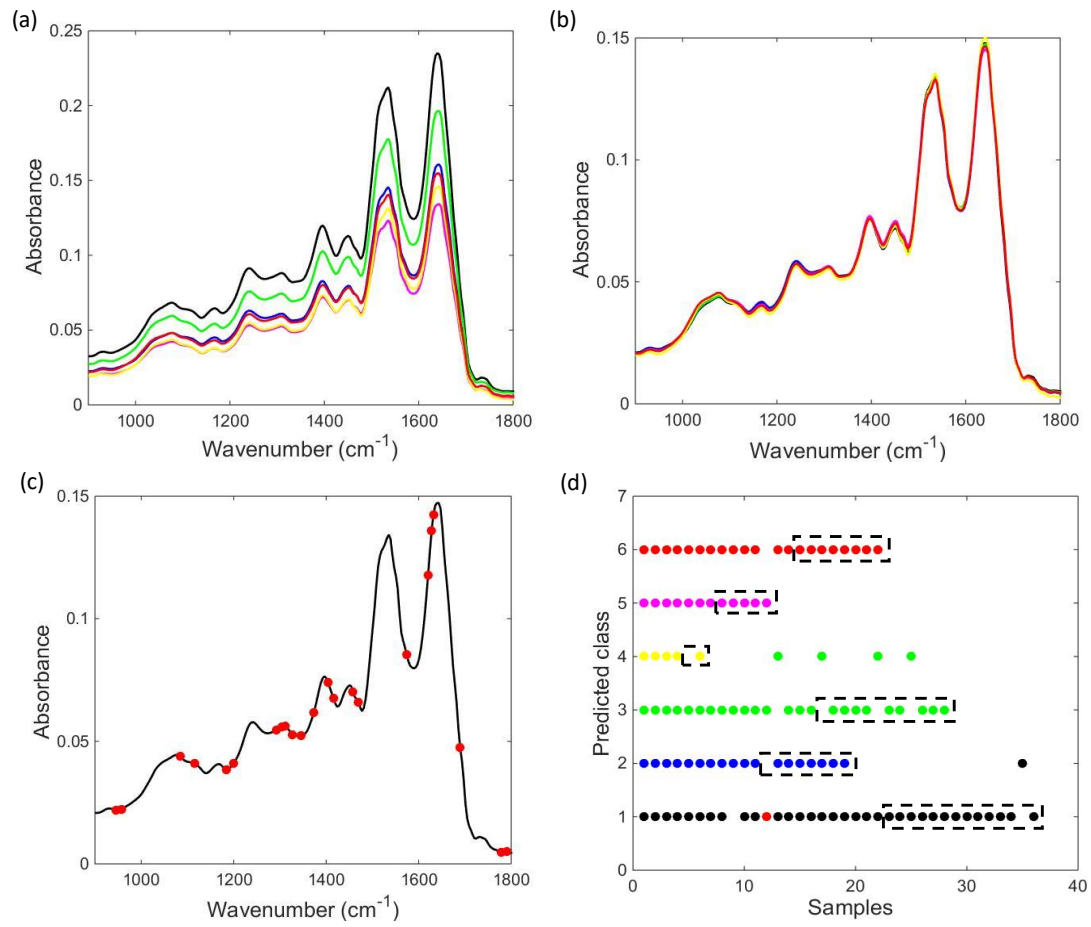 (a)
0.25
0.2
0.15
0.1
0.05
0
1000 1200 1400 1600 1800
Absorbance
Wavenumber (cm⁻¹)
(b)
0.15
0.1
0.05
0
1000 1200 1400 1600 1800
Absorbance
Wavenumber (cm⁻¹)
(c)
0.15
0.1
0.05
0
1000 1200 1400 1600 1800
Absorbance
Wavenumber (cm⁻¹)
(d)
7
6
5
4
3
2
1
0
0 10 20 30 40
Predicted class
Samples